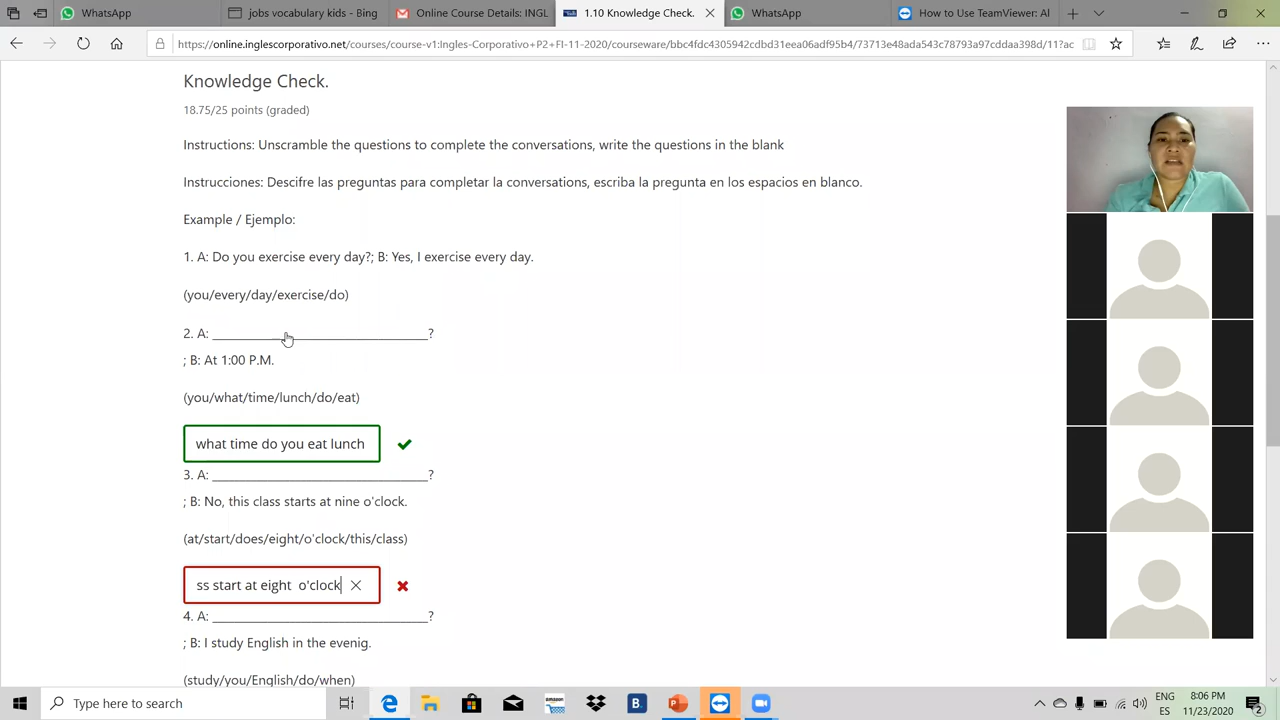 WhatsApp
jobs vocabulary kids - Bing
Online Course Details: INGL
1.10 Knowledge Check.
WhatsApp
How to Use TeamViewer: Al
https://online.inglescorporativo.net/courses/course-v1:Ingles-Corporativo+P2+FI-11-2020/courseware/bbc4fdc4305942cdbd31eea06adf95b4/73713e48ada543c78793a97cddaa398d/11?ac
Knowledge Check.
18.75/25 points (graded)
Instructions: Unscramble the questions to complete the conversations, write the questions in the blank
Instrucciones: Descifre las preguntas para completar la conversations, escriba la pregunta en los espacios en blanco.
Example / Ejemplo:
1. A: Do you exercise every day?; B: Yes, I exercise every day.
(you/every/day/exercise/do)
2. A: ______________________________?
; B: At 1:00 P.M.
(you/what/time/lunch/do/eat)
what time do you eat lunch
3. A: ______________________________?
; B: No, this class starts at nine o'clock.
(at/start/does/eight/o'clock/this/class)
ss start at eight  o'clock
4. A: ______________________________?
; B: I study English in the evenig.
(study/you/English/do/when)
Type here to search
B.
ENG
ES
8:06 PM
11/23/2020
2